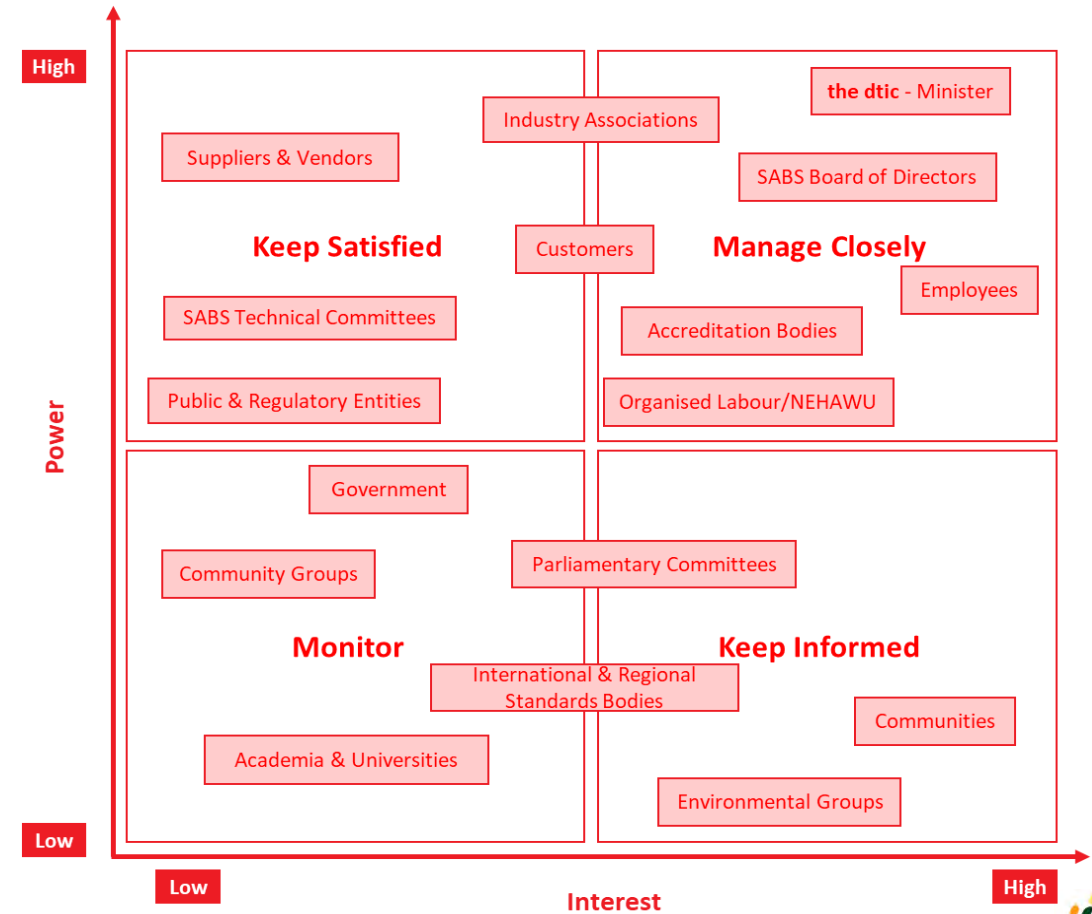 High
the dtic - Minister
Industry Associations
Suppliers & Vendors
SABS Board of Directors
Keep Satisfied
Customers
Manage Closely
Employees
SABS Technical Committees
Accreditation Bodies
Public & Regulatory Entities
Organised Labour/NEHAWU
Power
Government
Community Groups
Parliamentary Committees
Monitor
Keep Informed
International & Regional
Standards Bodies
Communities
Academia & Universities
Environmental Groups
Low
Low
High
Interest